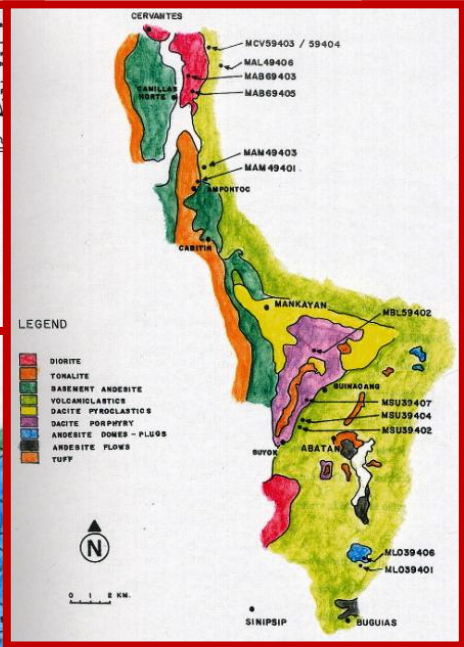 CERVANTES
MCV59403 / 59404
MAL49406
MAB69403
CAMILLAS
NORTE
MAB69405
MAM49403
MAM49401
AMPONTOC
CABITIN
MANKAYAN
MBL59402
LEGEND
DIORITE
TONALITE
BASEMENT ANDESITE
VOLCANICLASTICS
DACITE PYROCLASTICS
DACITE PORPHYRY
ANDESITE DOMES-PLUGS
ANDESITE FLOWS
TUFF
GUINAOANG
MSU39407
MSU39404
MSU39402
SUYOK
ABATAN
N
0 1 2 KM.
ML039406
ML039401
SINIPSIP
BUGUIAS